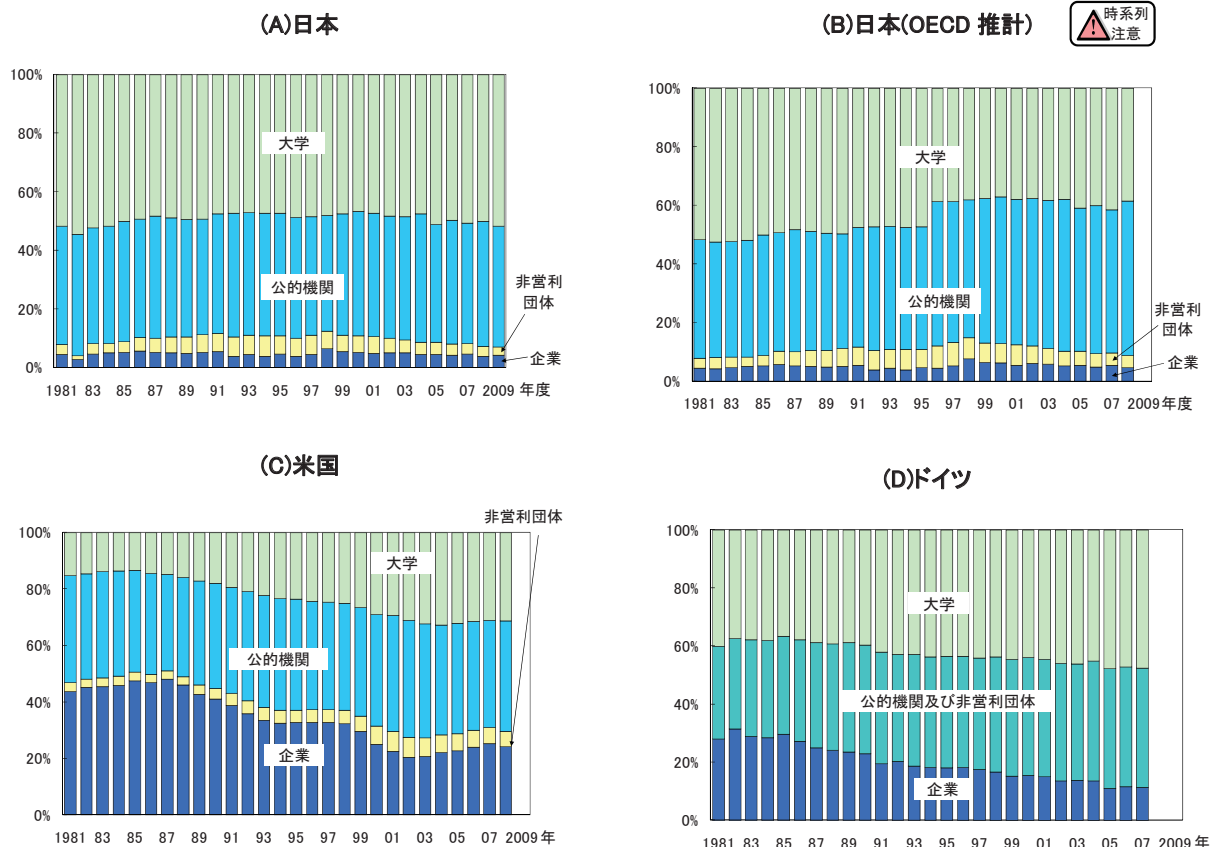 (A)日本
100%
80%
60%
40%
20%
0%
大学
公的機関
非営利
団体
企業
1981 83 85 87 89 91 93 95 97 99 01 03 05 07 2009 年度
(B)日本(OECD 推計)
時系列
注意
100%
80%
60%
40%
20%
0%
大学
公的機関
非営利
団体
企業
1981 83 85 87 89 91 93 95 97 99 01 03 05 07 2009 年度
(C)米国
非営利団体
100%
80%
60%
40%
20%
0%
大学
公的機関
企業
1981 83 85 87 89 91 93 95 97 99 01 03 05 07 2009 年
(D)ドイツ
100%
80%
60%
40%
20%
0%
大学
公的機関及び非営利団体
企業
1981 83 85 87 89 91 93 95 97 99 01 03 05 07 2009 年